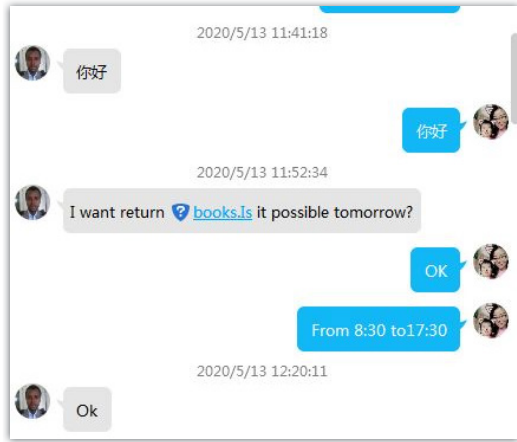 2020/5/13 11:41:18
你好
你好
2020/5/13 11:52:34
I want return books.Is it possible tomorrow?
OK
From 8:30 to17:30
2020/5/13 12:20:11
Ok